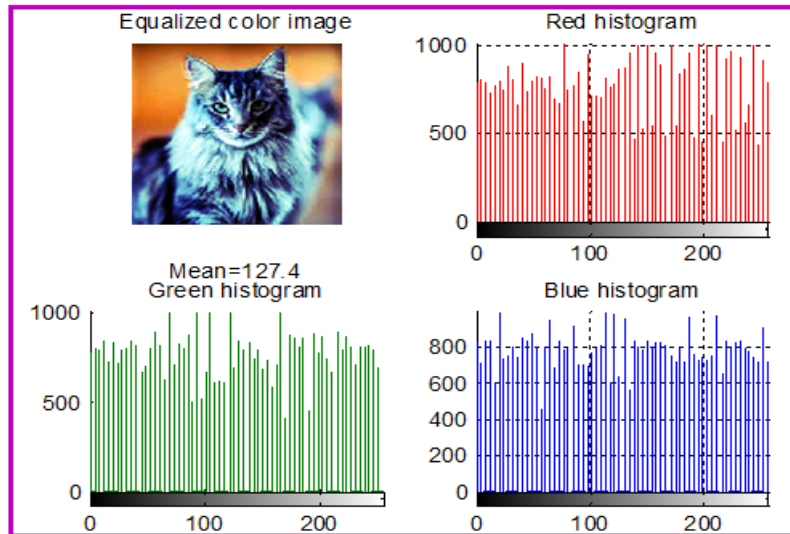 Equalized color image
Red histogram
1000
500
0
0 100 200
Mean=127.4
Green histogram
1000
500
0
0 100 200
Blue histogram
800
600
400
200
0
0 100 200